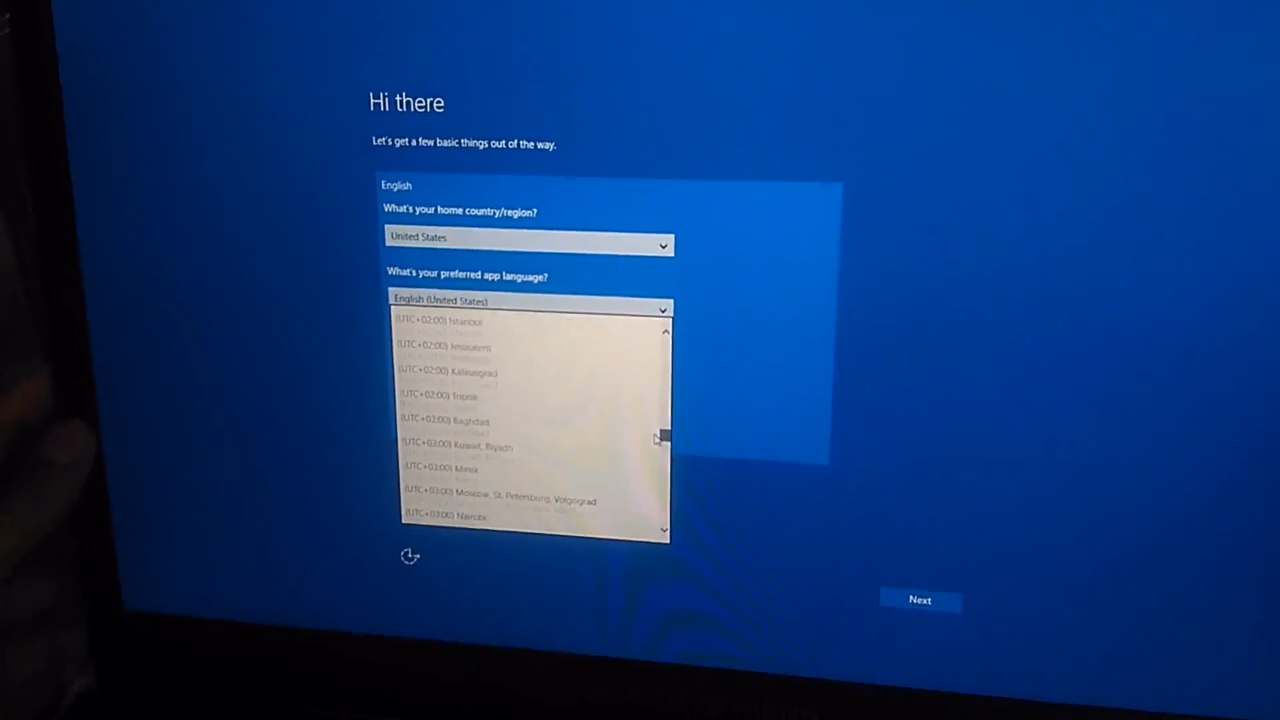 Hi there
Let's get a few basic things out of the way.
English
What's your home country/region?
United States
What's your preferred app language?
English (United States)
(UTC+02:00) Istanbul
(UTC+02:00) Jerusalem
(UTC+02:00) Kaliningrad
(UTC+02:00) Tripoli
(UTC+03:00) Baghdad
(UTC+03:00) Kuwait, Riyadh
(UTC+03:00) Minsk
(UTC+03:00) Moscow, St. Petersburg, Volgograd
(UTC+03:00) Nairobi
Next